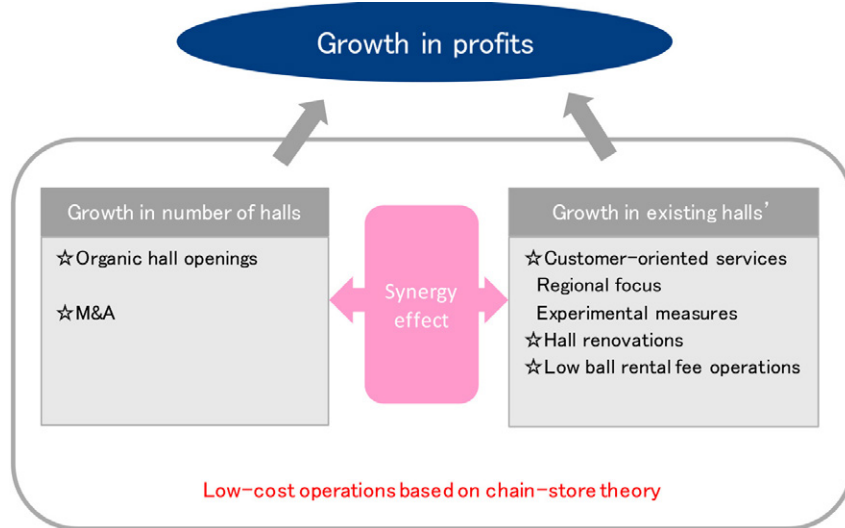 Growth in profits
Growth in number of halls
☆Organic hall openings
☆M&A
Synergy
effect
Growth in existing halls'
☆Customer-oriented services
Regional focus
Experimental measures
☆Hall renovations
☆Low ball rental fee operations
Low-cost operations based on chain-store theory